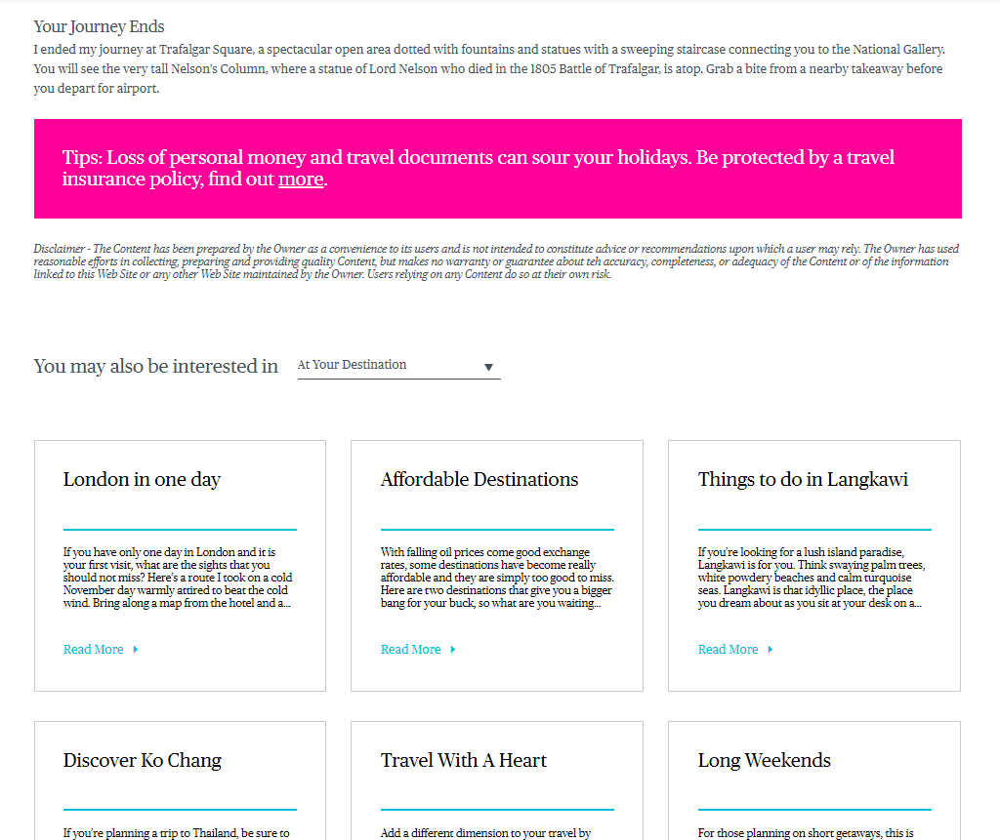 Your Journey Ends
I ended my journey at Trafalgar Square, a spectacular open area dotted with fountains and statues with a sweeping staircase connecting you to the National Gallery.
You will see the very tall Nelson's Column, where a statue of Lord Nelson who died in the 1805 Battle of Trafalgar, is atop. Grab a bite from a nearby takeaway before
you depart for airport.
Tips: Loss of personal money and travel documents can sour your holidays. Be protected by a travel
insurance policy, find out more.
Disclaimer - The Content has been prepared by the Owner as a convenience to its users and is not intended to constitute advice or recommendations upon which a user may rely. The Owner has used
reasonable efforts in collecting, preparing and providing quality Content, but makes no warranty or guarantee about teh accuracy, completeness, or adequacy of the Content or of the information
linked to this Web Site or any other Web Site maintained by the Owner. Users relying on any Content do so at their own risk.
You may also be interested in At Your Destination
London in one day
If you have only one day in London and it is
your first visit, what are the sights that you
should not miss? Here's a route I took on a cold
November day warmly attired to beat the cold
wind. Bring along a map from the hotel and a...
Read More
Affordable Destinations
With falling oil prices come good exchange
rates, some destinations have become really
affordable and they are simply too good to miss.
Here are two destinations that give you a bigger
bang for your buck, so what are you waiting...
Read More
Things to do in Langkawi
If you're looking for a lush island paradise,
Langkawi is for you. Think swaying palm trees,
white powdery beaches and calm turquoise
seas. Langkawi is that idyllic place, the place
you dream about as you sit at your desk on a...
Read More
Discover Ko Chang
If you're planning a trip to Thailand, be sure to
Travel With A Heart
Add a different dimension to your travel by
Long Weekends
For those planning on short getaways, this is